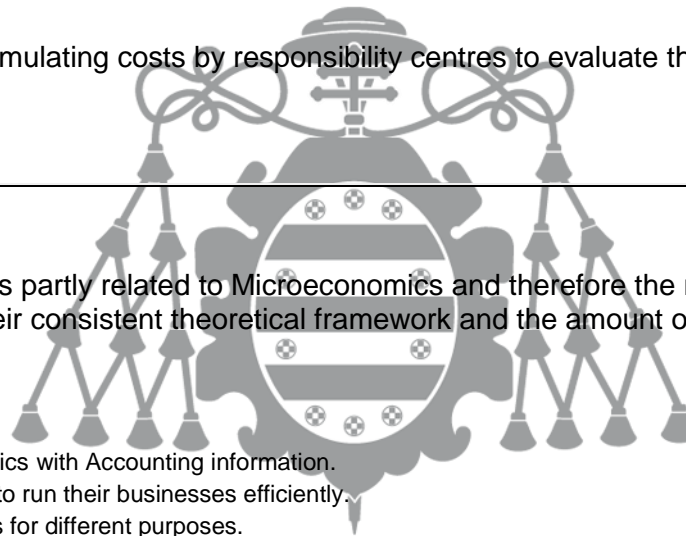 mulating costs by responsibility centres to evaluate th
s partly related to Microeconomics and therefore the
eir consistent theoretical framework and the amount o
ics with Accounting information.
to run their businesses efficiently.
s for different purposes.